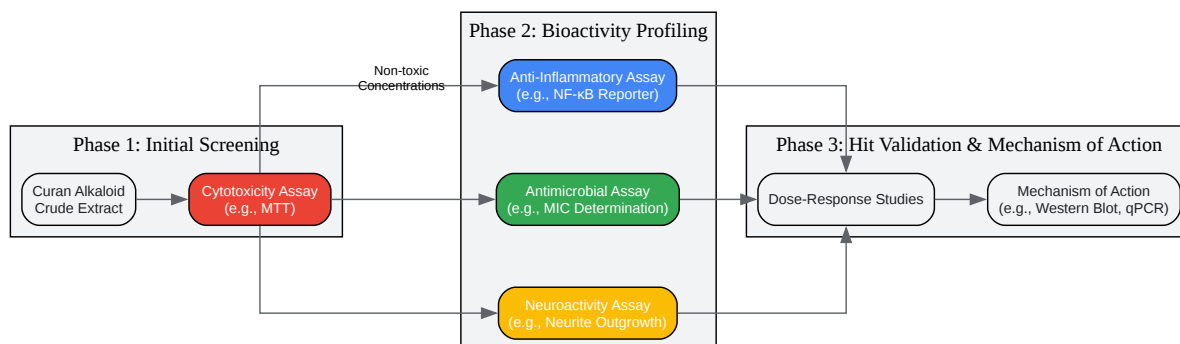 Phase 1: Initial Screening
Curan Alkaloid
Crude Extract
Cytotoxicity Assay
(e.g., MTT)
Non-toxic
Concentrations
Phase 2: Bioactivity Profiling
Anti-Inflammatory Assay
(e.g., NF-κB Reporter)
Antimicrobial Assay
(e.g., MIC Determination)
Neuroactivity Assay
(e.g., Neurite Outgrowth)
Phase 3: Hit Validation & Mechanism of Action
Dose-Response Studies
Mechanism of Action
(e.g., Western Blot, qPCR)